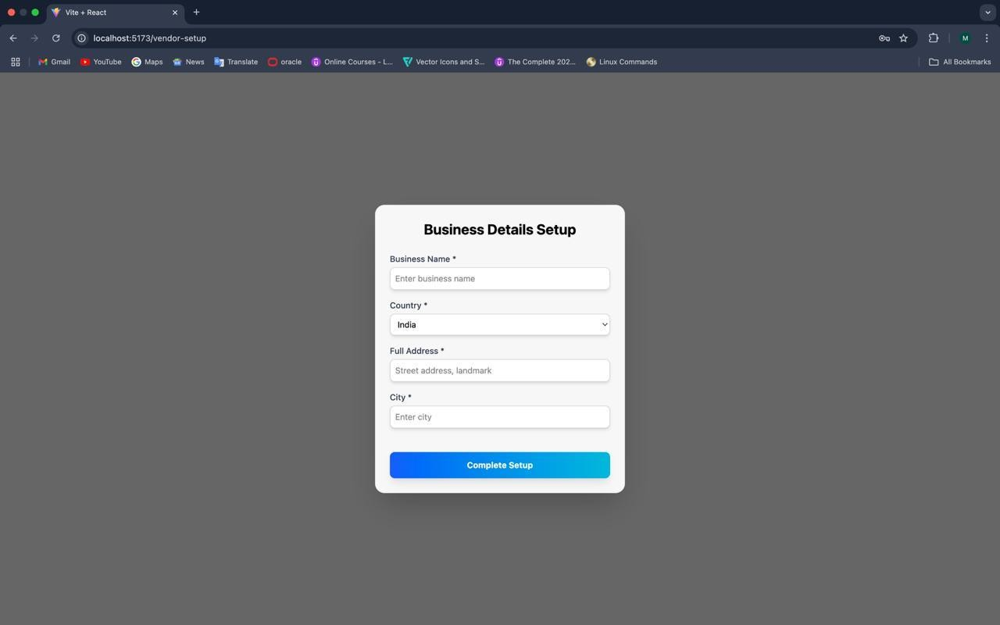 Vite + React
localhost:5173/vendor-setup
M
Gmail
YouTube
Maps
News
Translate
oracle
Online Courses - L...
Vector Icons and S...
The Complete 202...
Linux Commands
All Bookmarks
Business Details Setup
Business Name *
Enter business name
Country *
India
Full Address *
Street address, landmark
City *
Enter city
Complete Setup